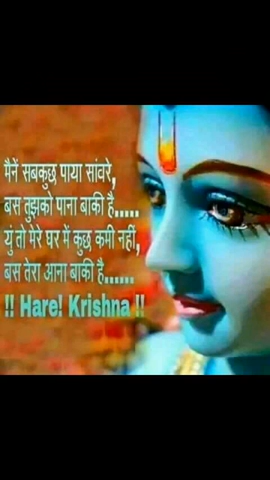 मैनें सबकुछ पाया सांवरे,
बस तुझको पाना बाकी है.....
युं तो मेरे घर में कुछ कमी नहीं,
बस तेरा आना बाकी है......
!! Hare! Krishna !!